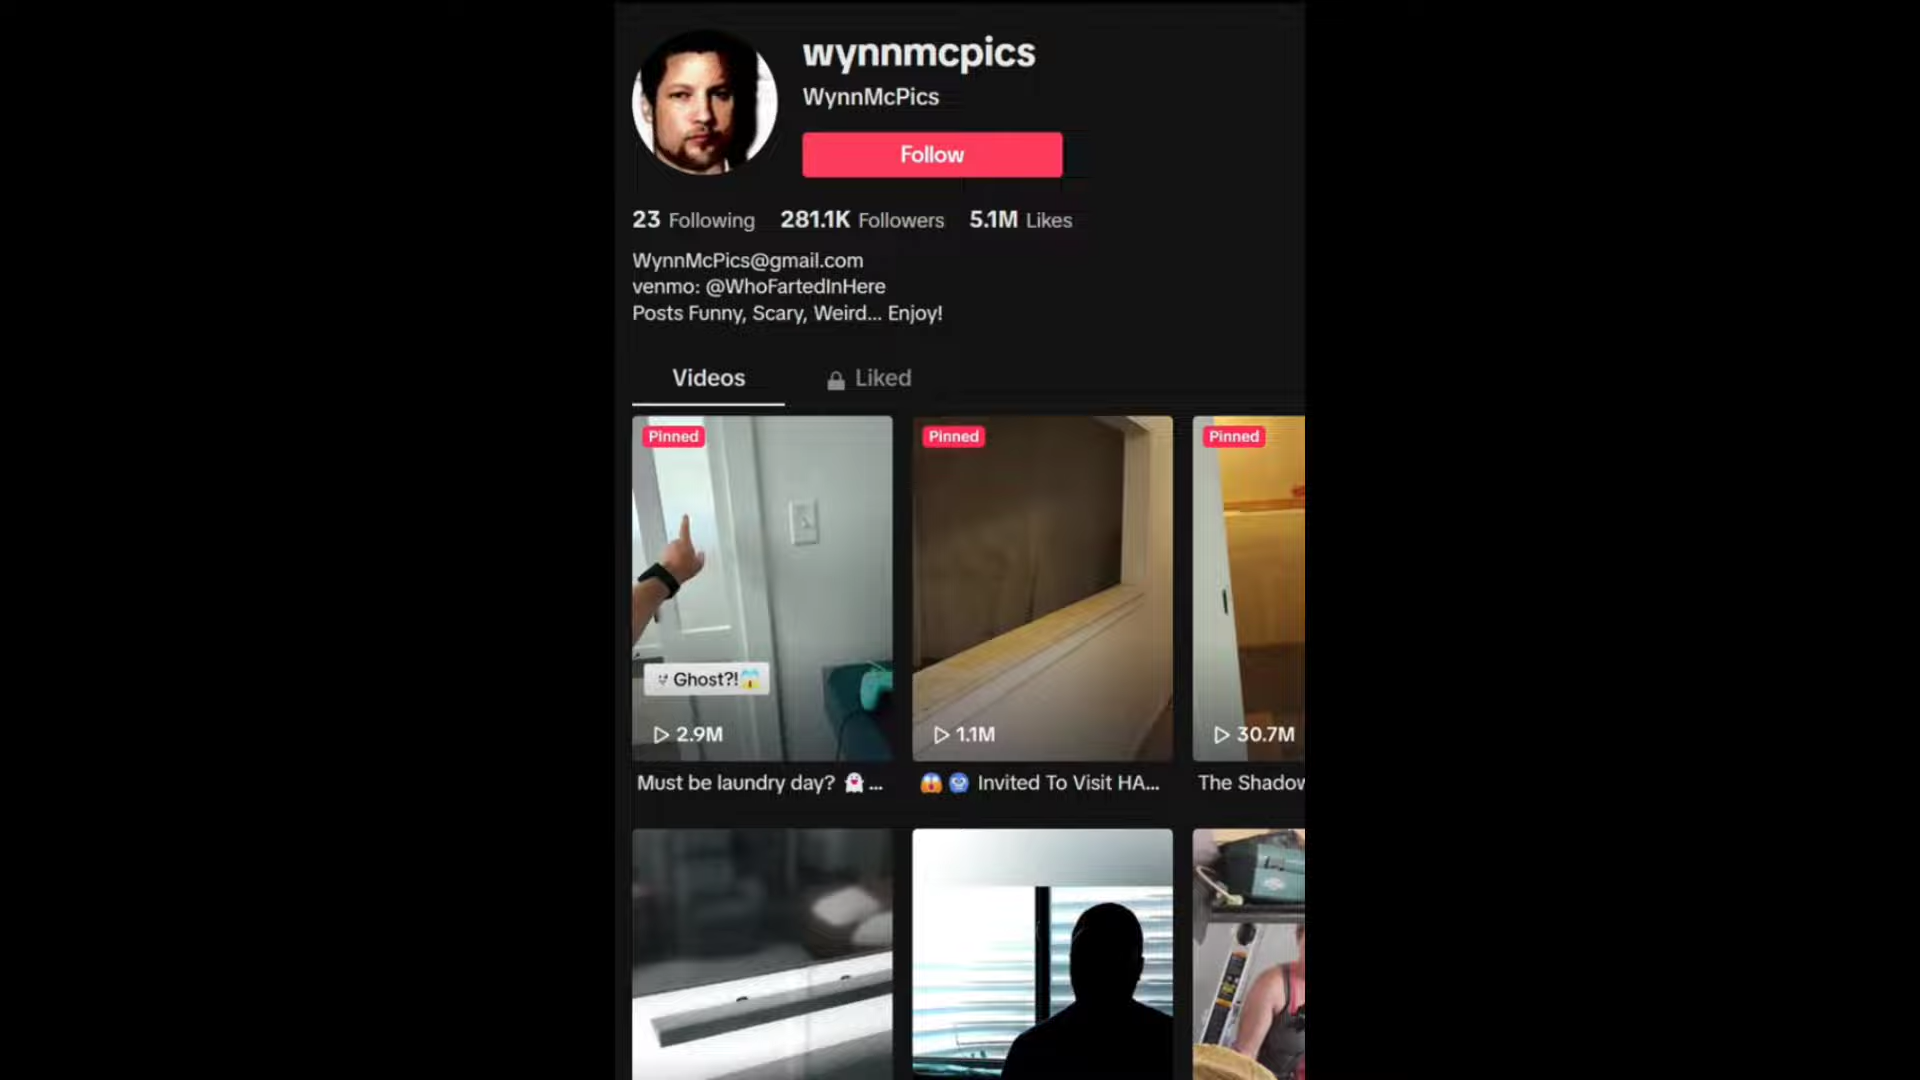 wynnmcpics
WynnMcPics
Follow
23 Following 281.1K Followers 5.1M Likes
WynnMcPics@gmail.com
venmo: @WhoFartedInHere
Posts Funny, Scary, Weird... Enjoy!
Videos Liked
Pinned Pinned Pinned
Ghost?!😱
2.9M 1.1M 30.7M
Must be laundry day? 👻 ... 😱 🥶 Invited To Visit HA... The Shadow